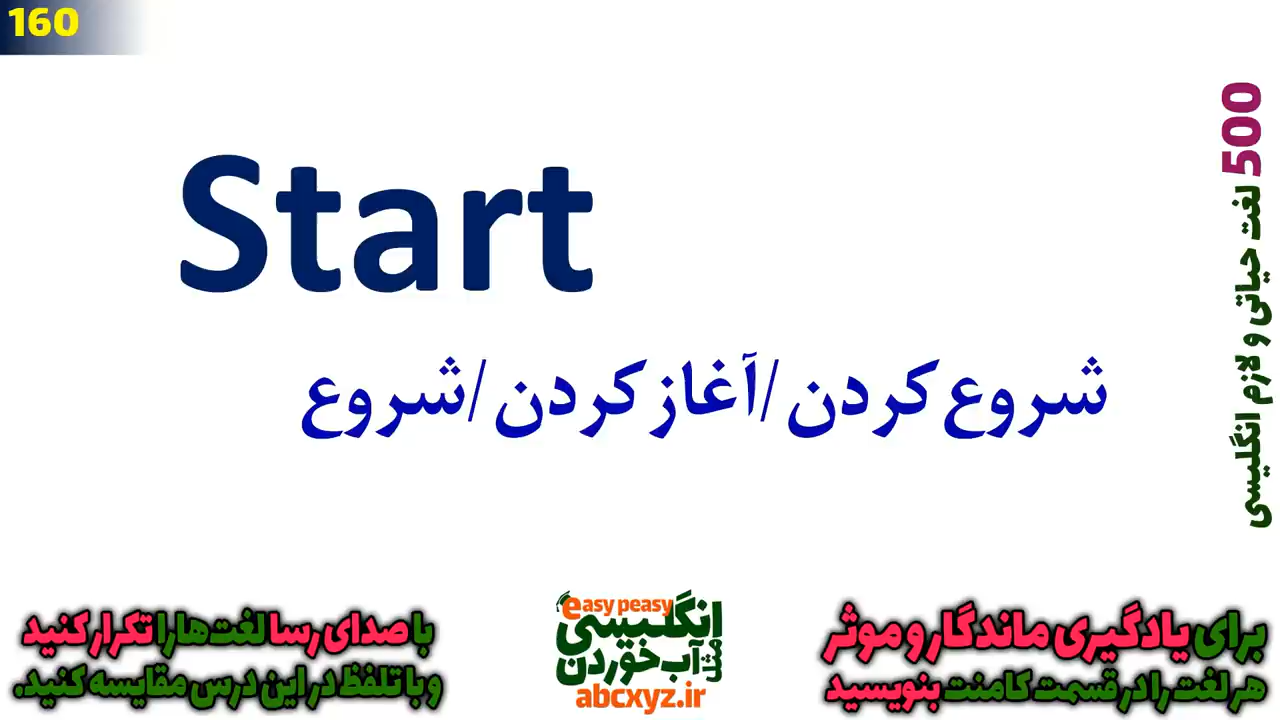 160
Start
شروع کردن /آغاز کردن /شروع
500 لغت حیاتی و لازم انگلیسی
برای یادگیری ماندگار و موثر
هر لغت را در قسمت کامنت بنویسید
easy peasy
انگلیسی
مثل
آب خوردن
abcxyz.ir
با صدای رسا لغت‌ها را تکرار کنید
و با تلفظ در این درس مقایسه کنید.